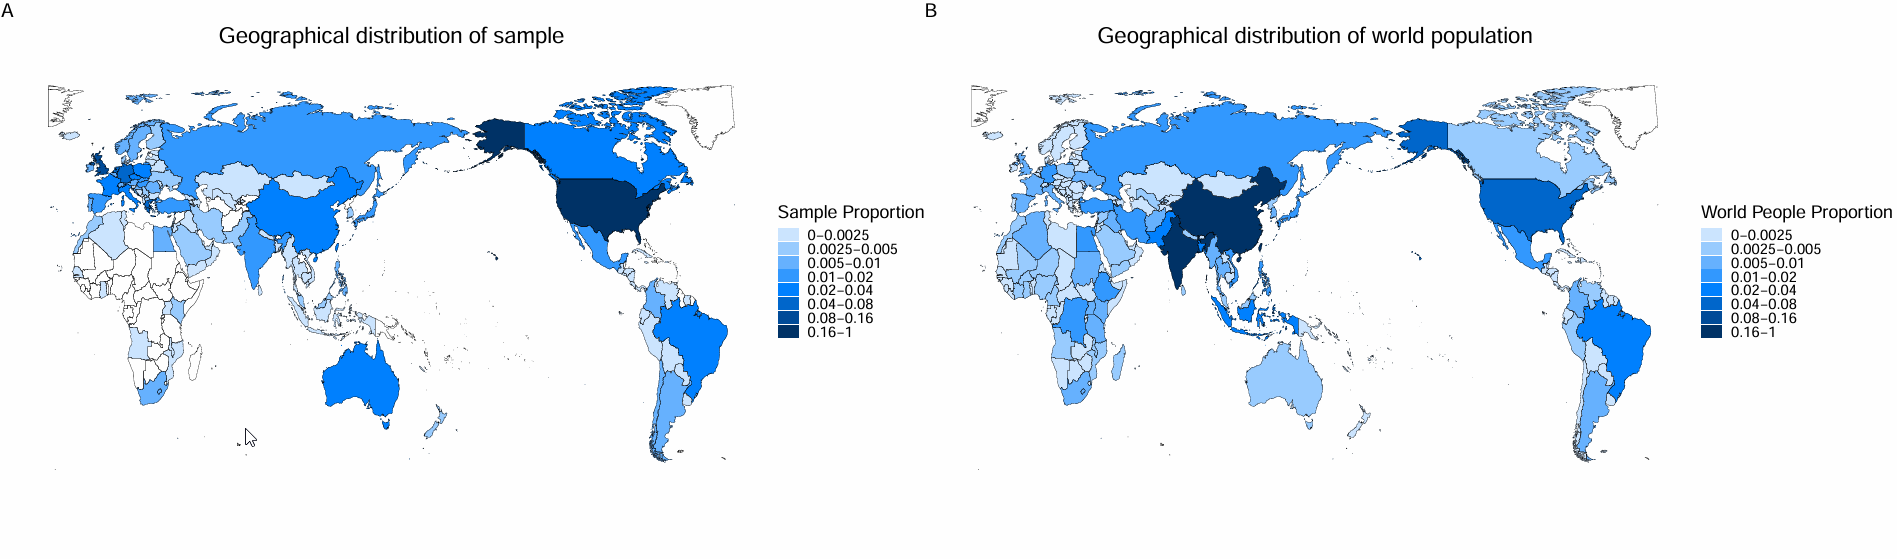 A
Geographical distribution of sample
Sample Proportion
0−0.0025
0.0025−0.005
0.005−0.01
0.01−0.02
0.02−0.04
0.04−0.08
0.08−0.16
0.16−1
B
Geographical distribution of world population
World People Proportion
0−0.0025
0.0025−0.005
0.005−0.01
0.01−0.02
0.02−0.04
0.04−0.08
0.08−0.16
0.16−1